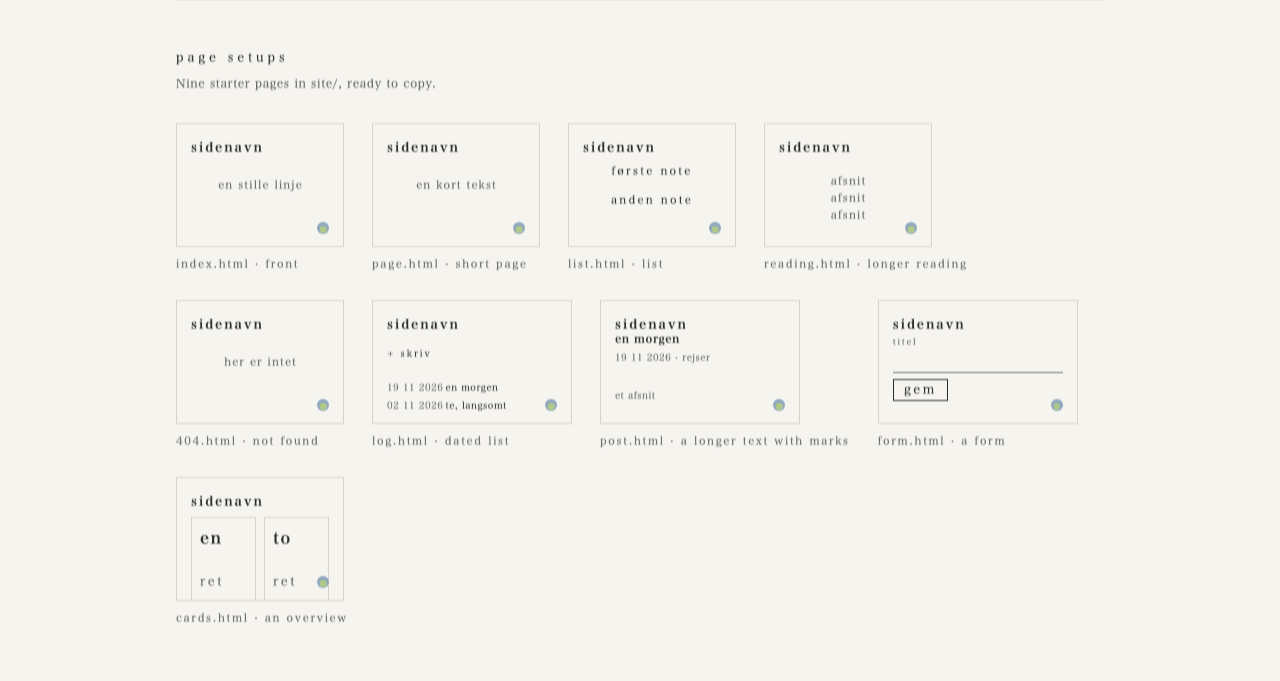 page setups
Nine starter pages in site/, ready to copy.
sidenavn
en stille linje
index.html · front
sidenavn
en kort tekst
page.html · short page
sidenavn
første note
anden note
list.html · list
sidenavn
afsnit
afsnit
afsnit
reading.html · longer reading
sidenavn
her er intet
404.html · not found
sidenavn
+ skriv
19 11 2026 en morgen
02 11 2026 te, langsomt
log.html · dated list
sidenavn
en morgen
19 11 2026 · rejser
et afsnit
post.html · a longer text with marks
sidenavn
titel
gem
form.html · a form
sidenavn
en
ret
to
ret
cards.html · an overview